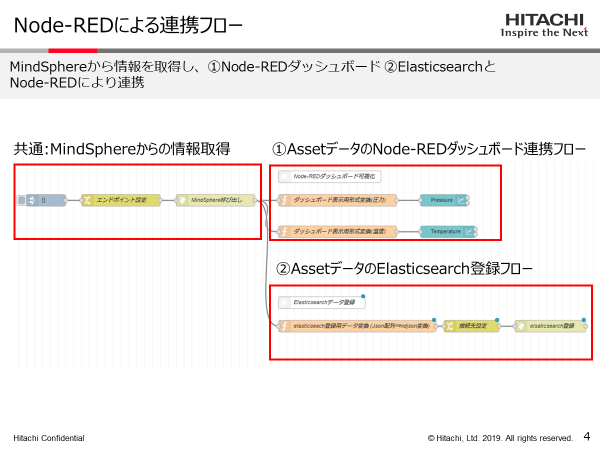 Node-REDによる連携フロー
HITACHI
Inspire the Next
MindSphereから情報を取得し、①Node-REDダッシュボード ②Elasticsearchと
Node-REDにより連携
共通:MindSphereからの情報取得
①AssetデータのNode-REDダッシュボード連携フロー
Node-REDダッシュボード可視化
0
エンドポイント設定
MindSphere呼び出し
ダッシュボード表示用形式変換(圧力)
Pressure
ダッシュボード表示用形式変換(温度)
Temperature
②AssetデータのElasticsearch登録フロー
Elasticsearchデータ登録
elasticseach登録用データ変換 (Json配列⇒ndjson変換)
接続先設定
elsaticsearch登録
Hitachi Confidential
© Hitachi, Ltd. 2019. All rights reserved.
4